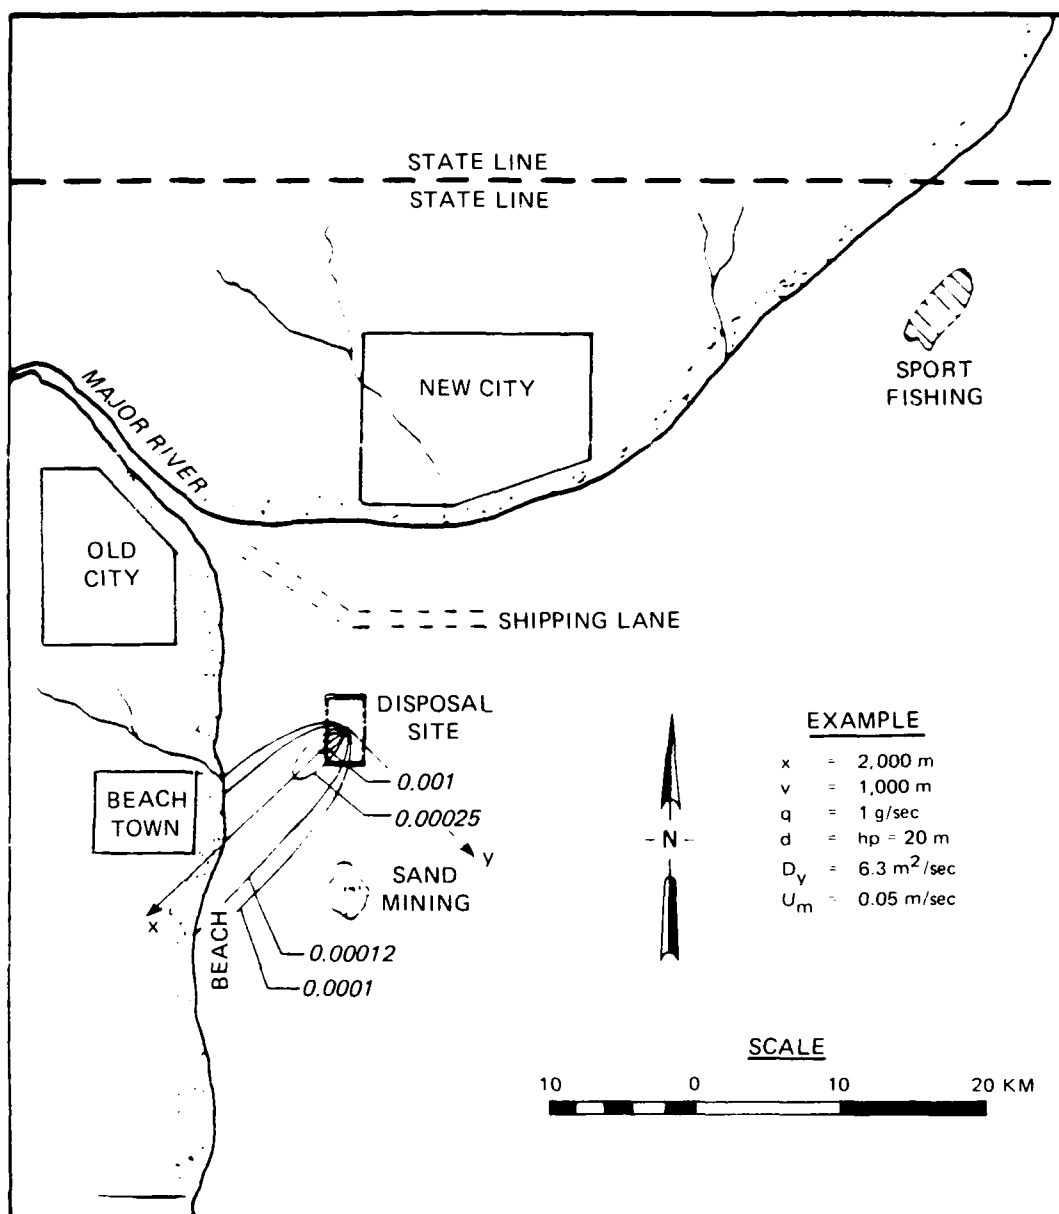 STATE LINE
STATE LINE
SPORT
FISHING
NEW CITY
MAJOR RIVER
OLD
CITY
SHIPPING LANE
DISPOSAL
SITE
0.001
0.00025
BEACH
TOWN
y
SAND
MINING
x
BEACH
0.00012
0.0001
N
EXAMPLE
x = 2,000 m
v = 1,000 m
q = 1 g/sec
d = hp = 20 m
Dy = 6.3 m²/sec
Um = 0.05 m/sec
SCALE
10 0 10 20 KM